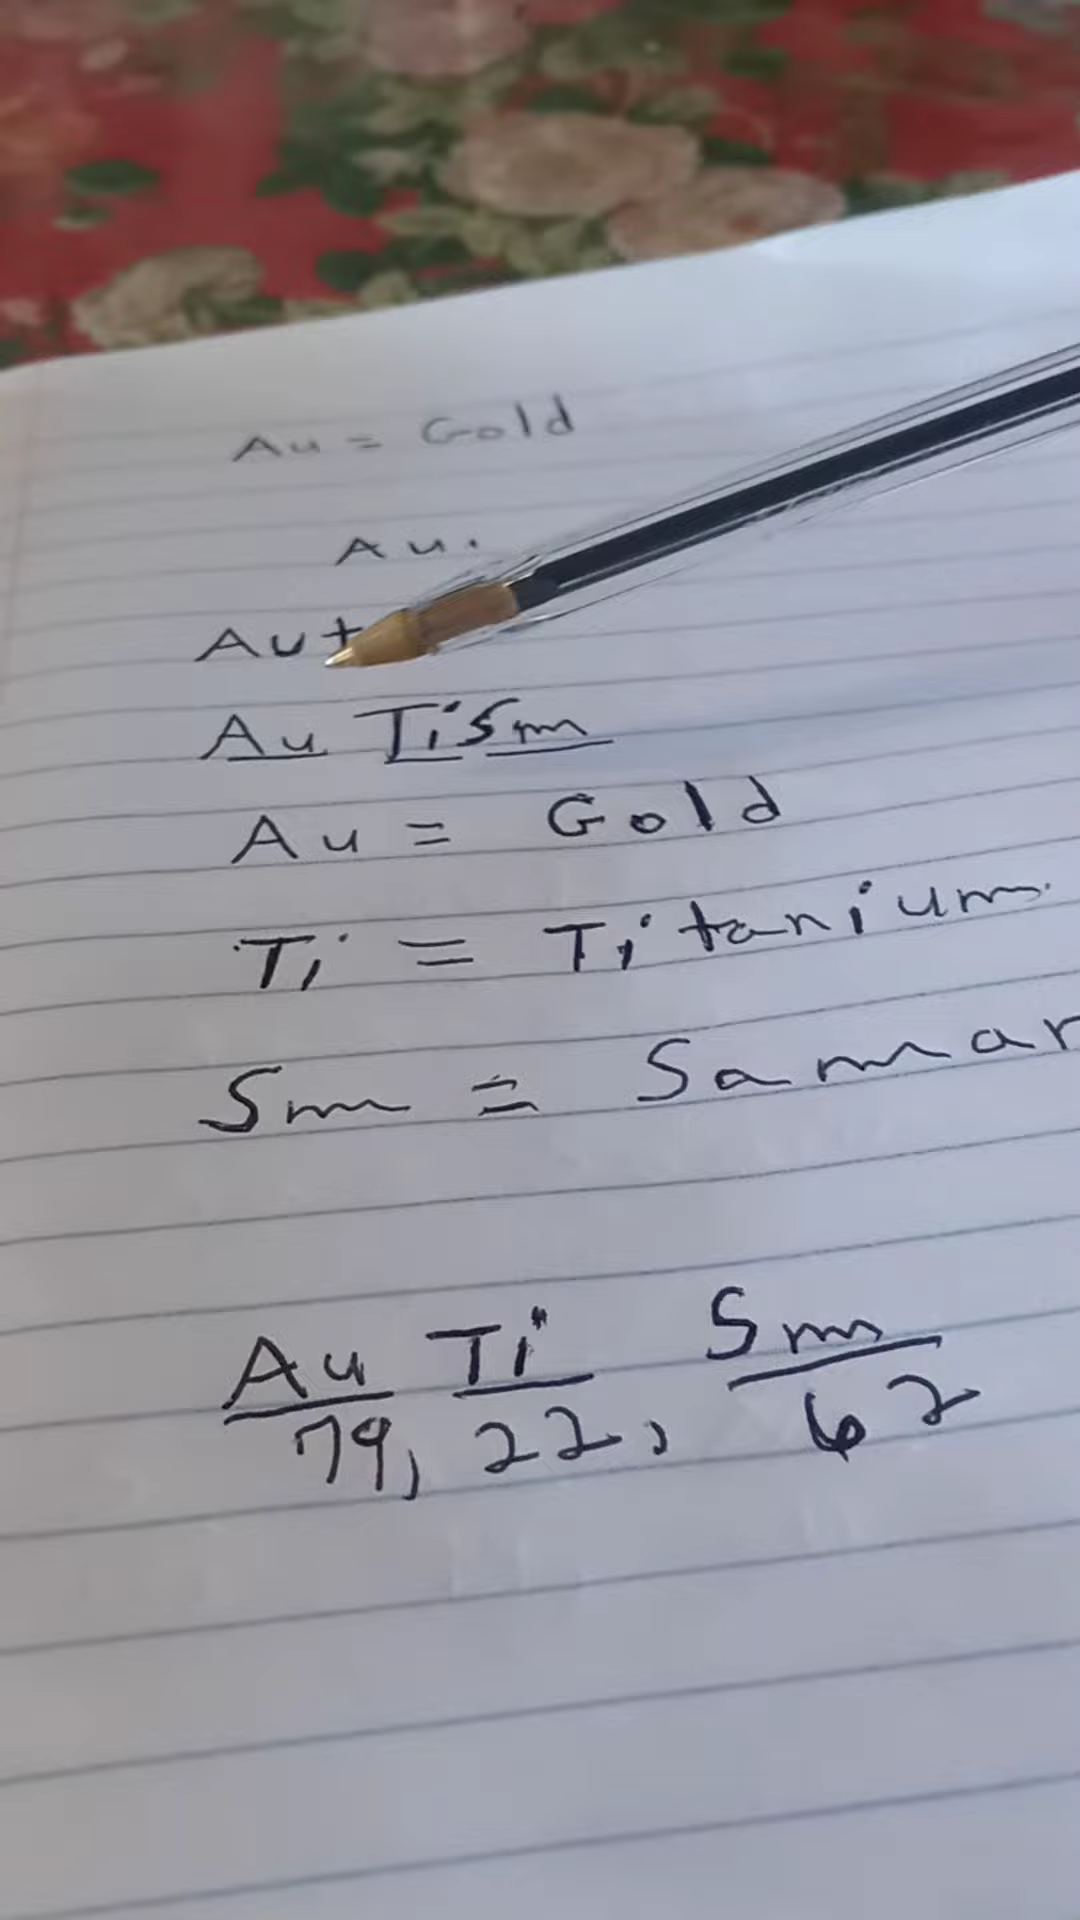 Au = Gold
Au.
Aut
Au Ti Sm
Au = Gold
Ti = Titanium.
Sm = Samar
Au Ti Sm
79, 22, 62